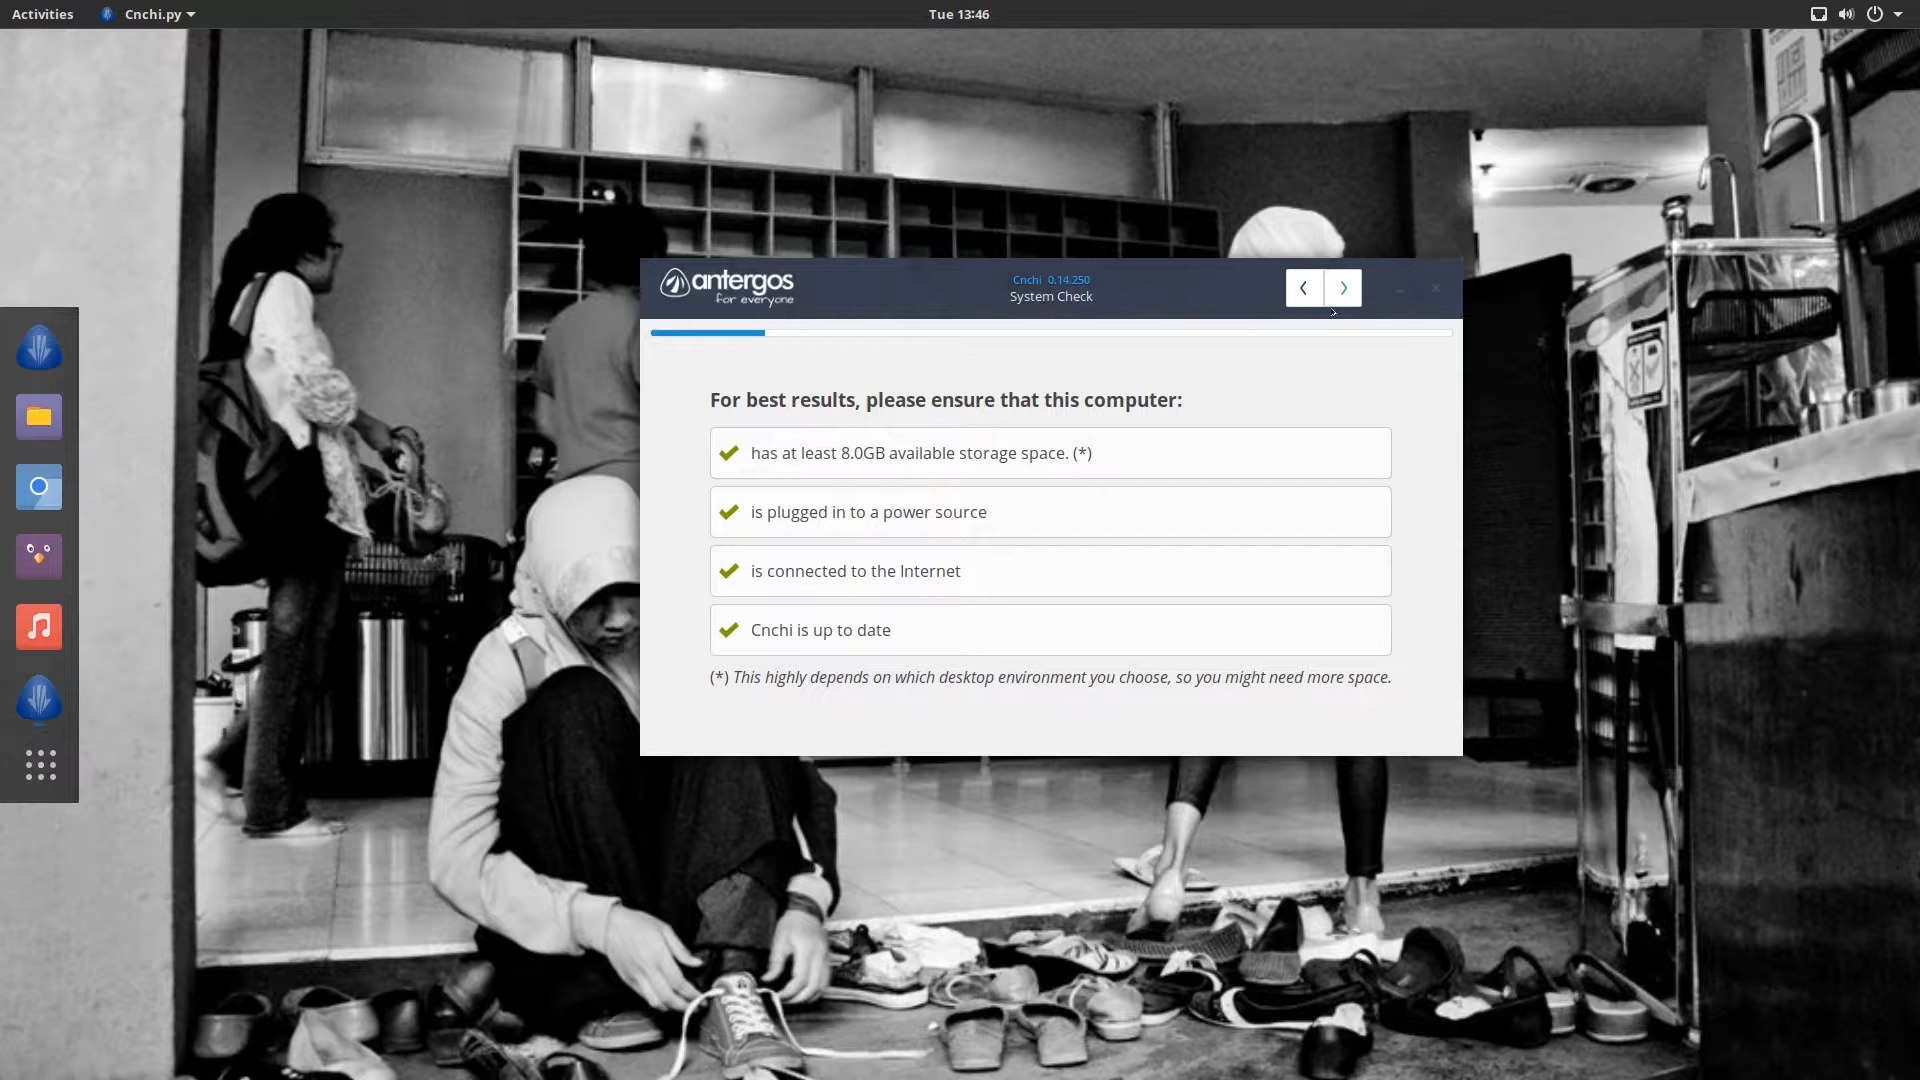 Activities
Cnchi.py
Tue 13:46
antergos
for everyone
Cnchi 0.14.250
System Check
For best results, please ensure that this computer:
has at least 8.0GB available storage space. (*)
is plugged in to a power source
is connected to the Internet
Cnchi is up to date
(*) This highly depends on which desktop environment you choose, so you might need more space.